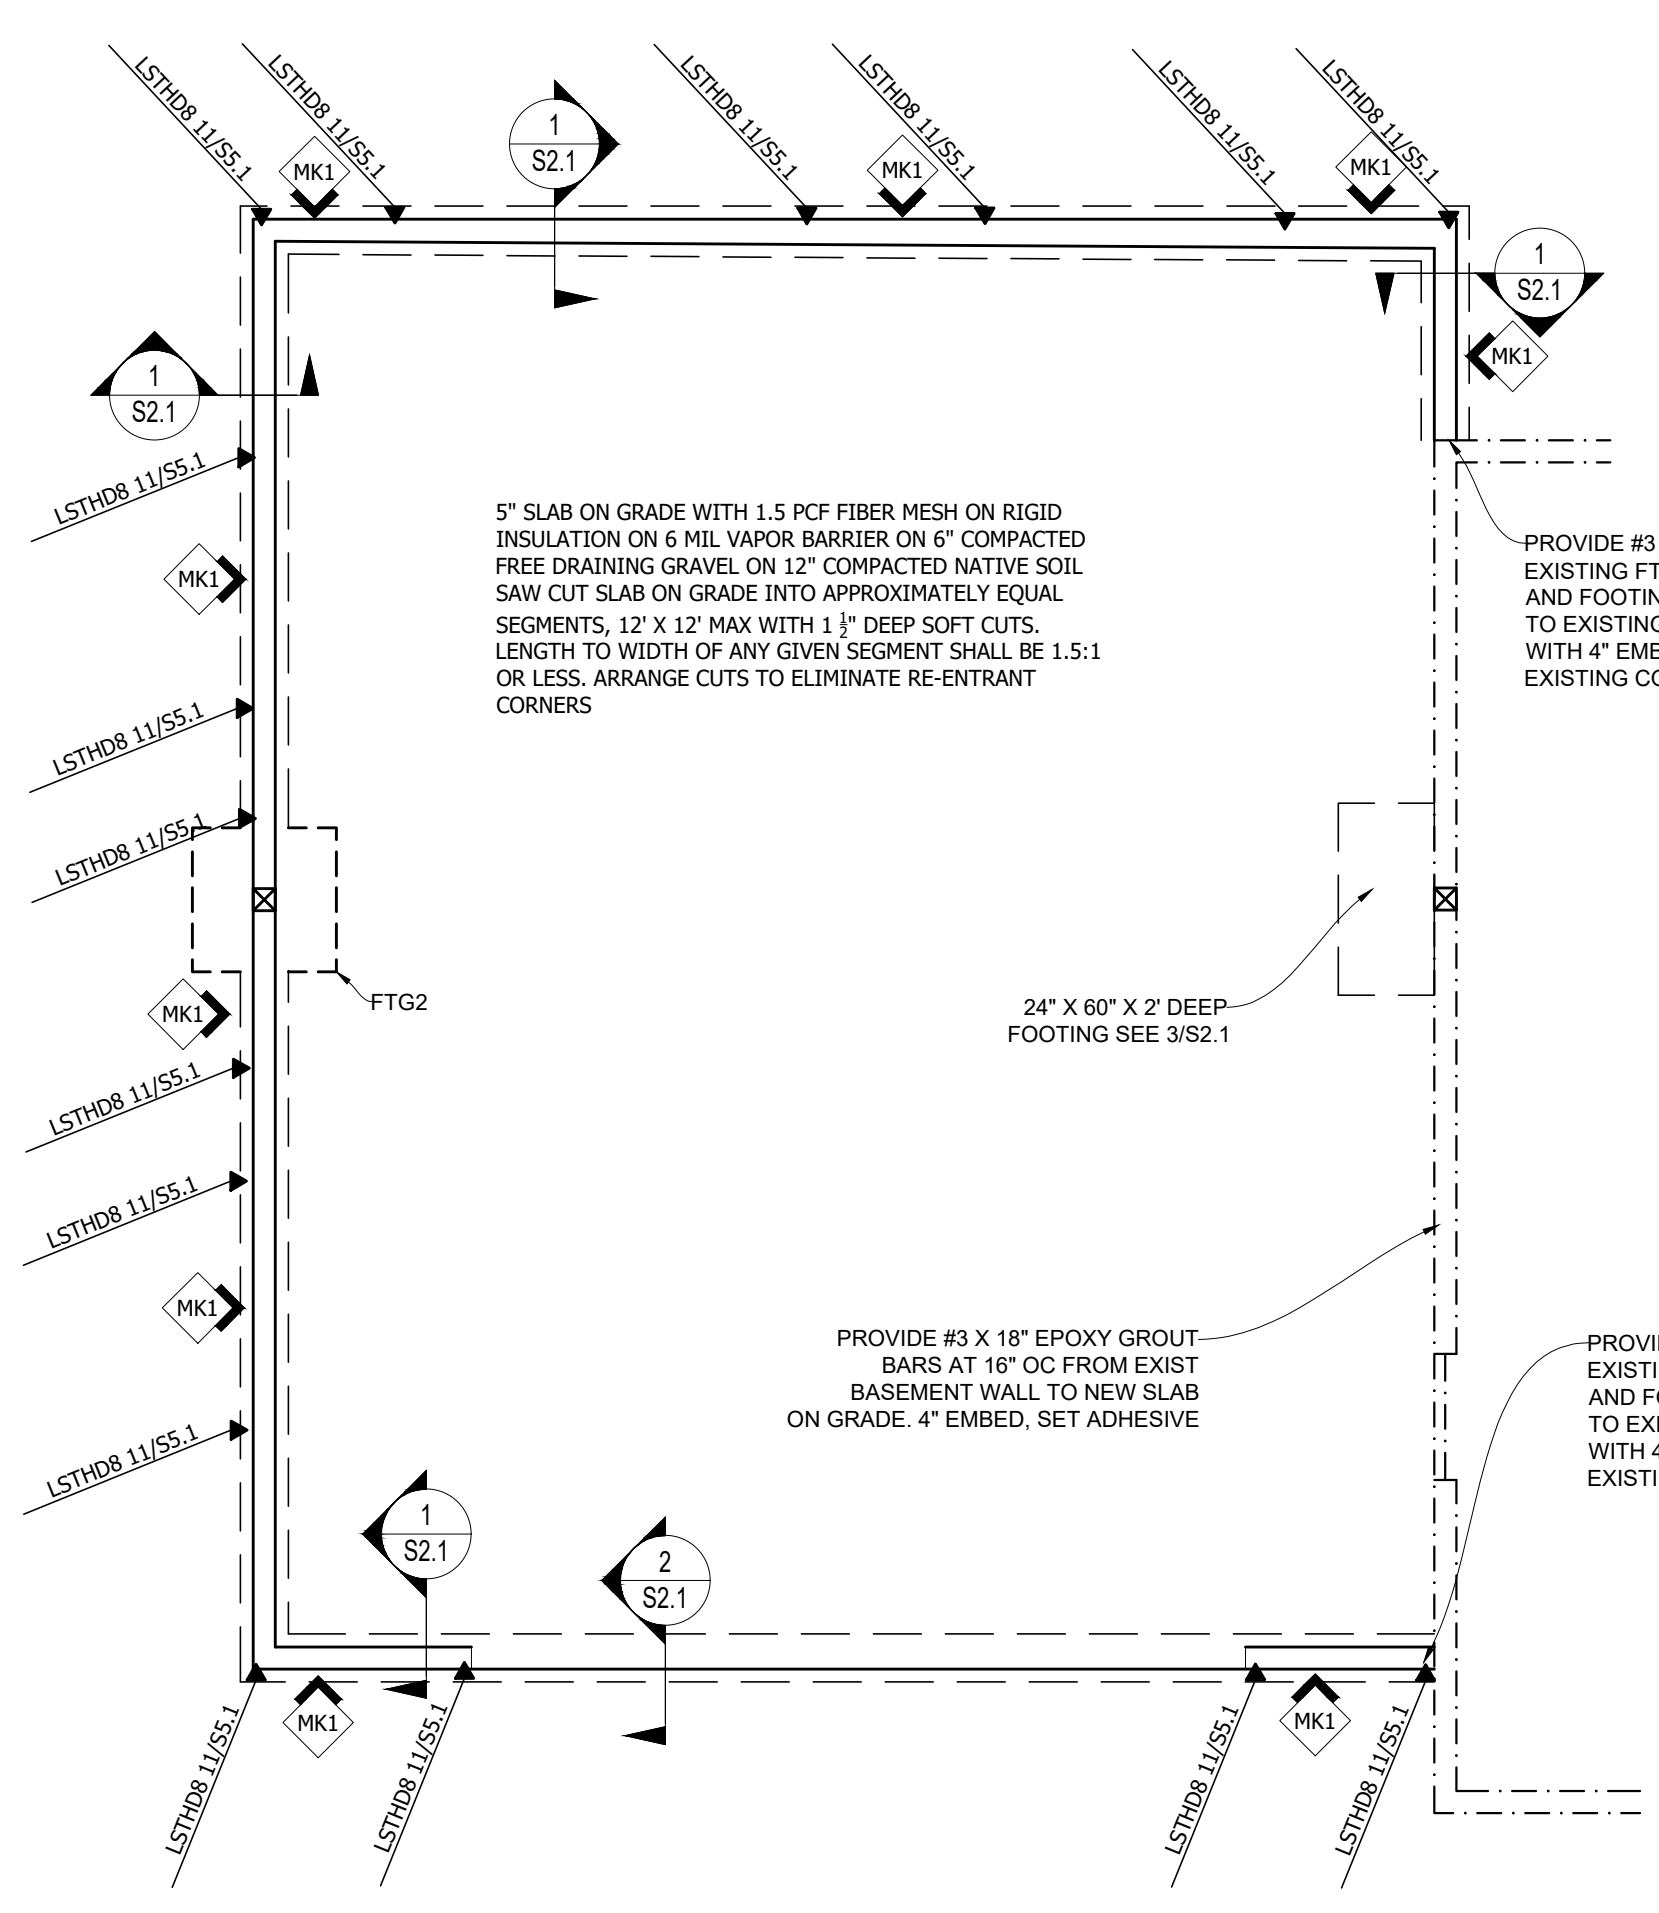 LSTHD8 11/S5.1
LSTHD8 11/S5.1
LSTHD8 11/S5.1
LSTHD8 11/S5.1
LSTHD8 11/S5.1
LSTHD8 11/S5.1
1
S2.1
MK1
MK1
MK1
1
S2.1
MK1
1
S2.1
LSTHD8 11/S5.1
5" SLAB ON GRADE WITH 1.5 PCF FIBER MESH ON RIGID
INSULATION ON 6 MIL VAPOR BARRIER ON 6" COMPACTED
FREE DRAINING GRAVEL ON 12" COMPACTED NATIVE SOIL
SAW CUT SLAB ON GRADE INTO APPROXIMATELY EQUAL
SEGMENTS, 12' X 12' MAX WITH 1 ½" DEEP SOFT CUTS.
LENGTH TO WIDTH OF ANY GIVEN SEGMENT SHALL BE 1.5:1
OR LESS. ARRANGE CUTS TO ELIMINATE RE-ENTRANT
CORNERS
PROVIDE #3
EXISTING FT
AND FOOTIN
TO EXISTING
WITH 4" EMB
EXISTING CO
MK1
LSTHD8 11/S5.1
LSTHD8 11/S5.1
FTG2
MK1
24" X 60" X 2' DEEP
FOOTING SEE 3/S2.1
LSTHD8 11/S5.1
LSTHD8 11/S5.1
MK1
PROVIDE #3 X 18" EPOXY GROUT
BARS AT 16" OC FROM EXIST
BASEMENT WALL TO NEW SLAB
ON GRADE. 4" EMBED, SET ADHESIVE
PROVI
EXISTI
AND F
TO EXI
WITH 4
EXISTI
LSTHD8 11/S5.1
1
S2.1
2
S2.1
MK1
MK1
LSTHD8 11/S5.1
LSTHD8 11/S5.1
LSTHD8 11/S5.1
LSTHD8 11/S5.1